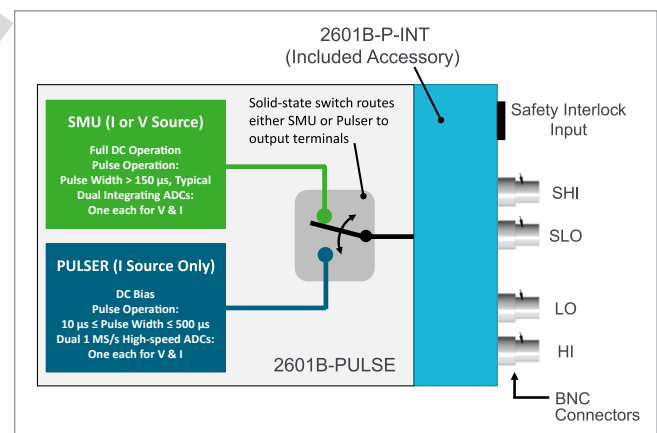 2601B-P-INT
(Included Accessory)
SMU (I or V Source)
Full DC Operation
Pulse Operation:
Pulse Width > 150 µs, Typical
Dual Integrating ADCs:
One each for V & I
Solid-state switch routes
either SMU or Pulser to
output terminals
Safety Interlock
Input
SHI
SLO
PULSER (I Source Only)
DC Bias
Pulse Operation:
10 µs ≤ Pulse Width ≤ 500 µs
Dual 1 MS/s High-speed ADCs:
One each for V & I
LO
HI
2601B-PULSE
BNC
Connectors